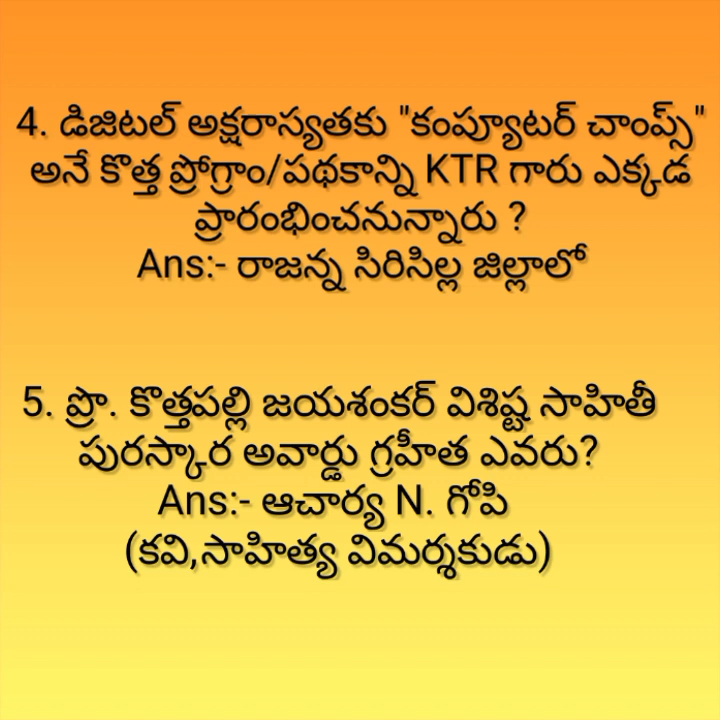 4. డిజిటల్ అక్షరాస్యతకు "కంప్యూటర్ చాంప్స్"
అనే కొత్త ప్రోగ్రాం/పథకాన్ని KTR గారు ఎక్కడ
ప్రారంభించనున్నారు ?
Ans:- రాజన్న సిరిసిల్ల జిల్లాలో
5. ప్రొ. కొత్తపల్లి జయశంకర్ విశిష్ట సాహితీ
పురస్కార అవార్డు గ్రహీత ఎవరు?
Ans:- ఆచార్య N. గోపి
(కవి,సాహిత్య విమర్శకుడు)